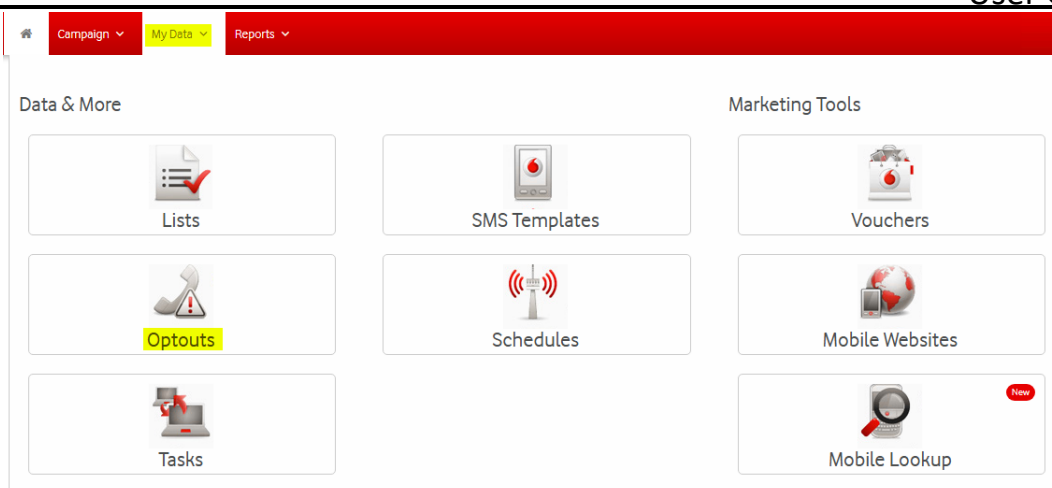 Campaign
My Data
Reports
Data & More
Marketing Tools
Lists
SMS Templates
Vouchers
Optouts
Schedules
Mobile Websites
New
Tasks
Mobile Lookup